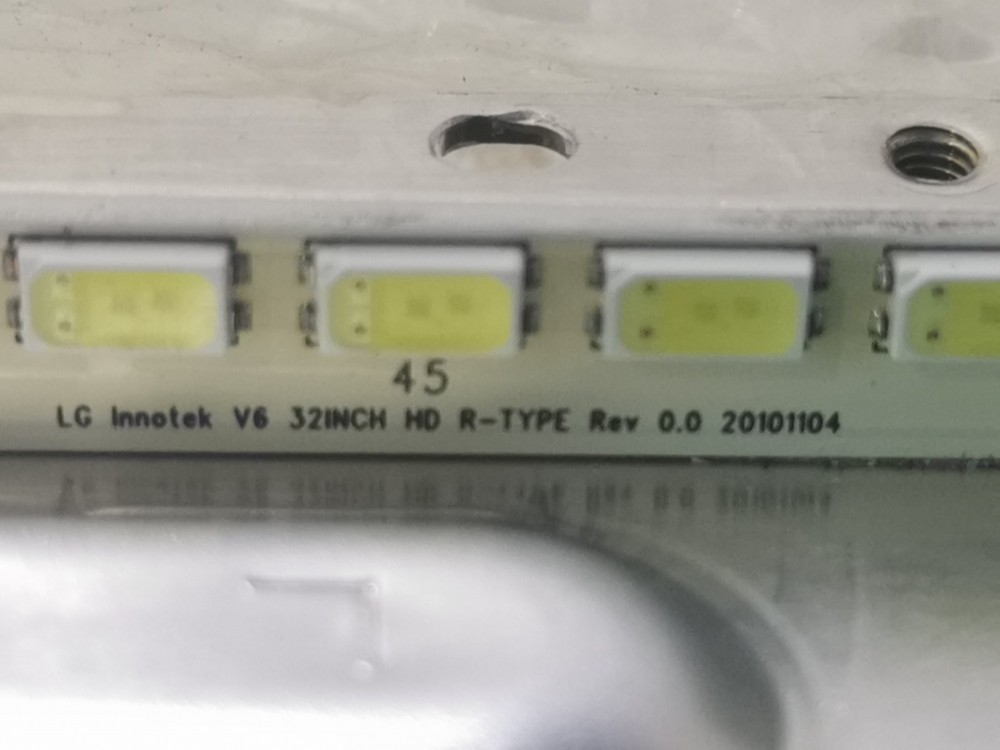 45
LG Innotek V6 32INCH HD R-TYPE Rev 0.0 20101104